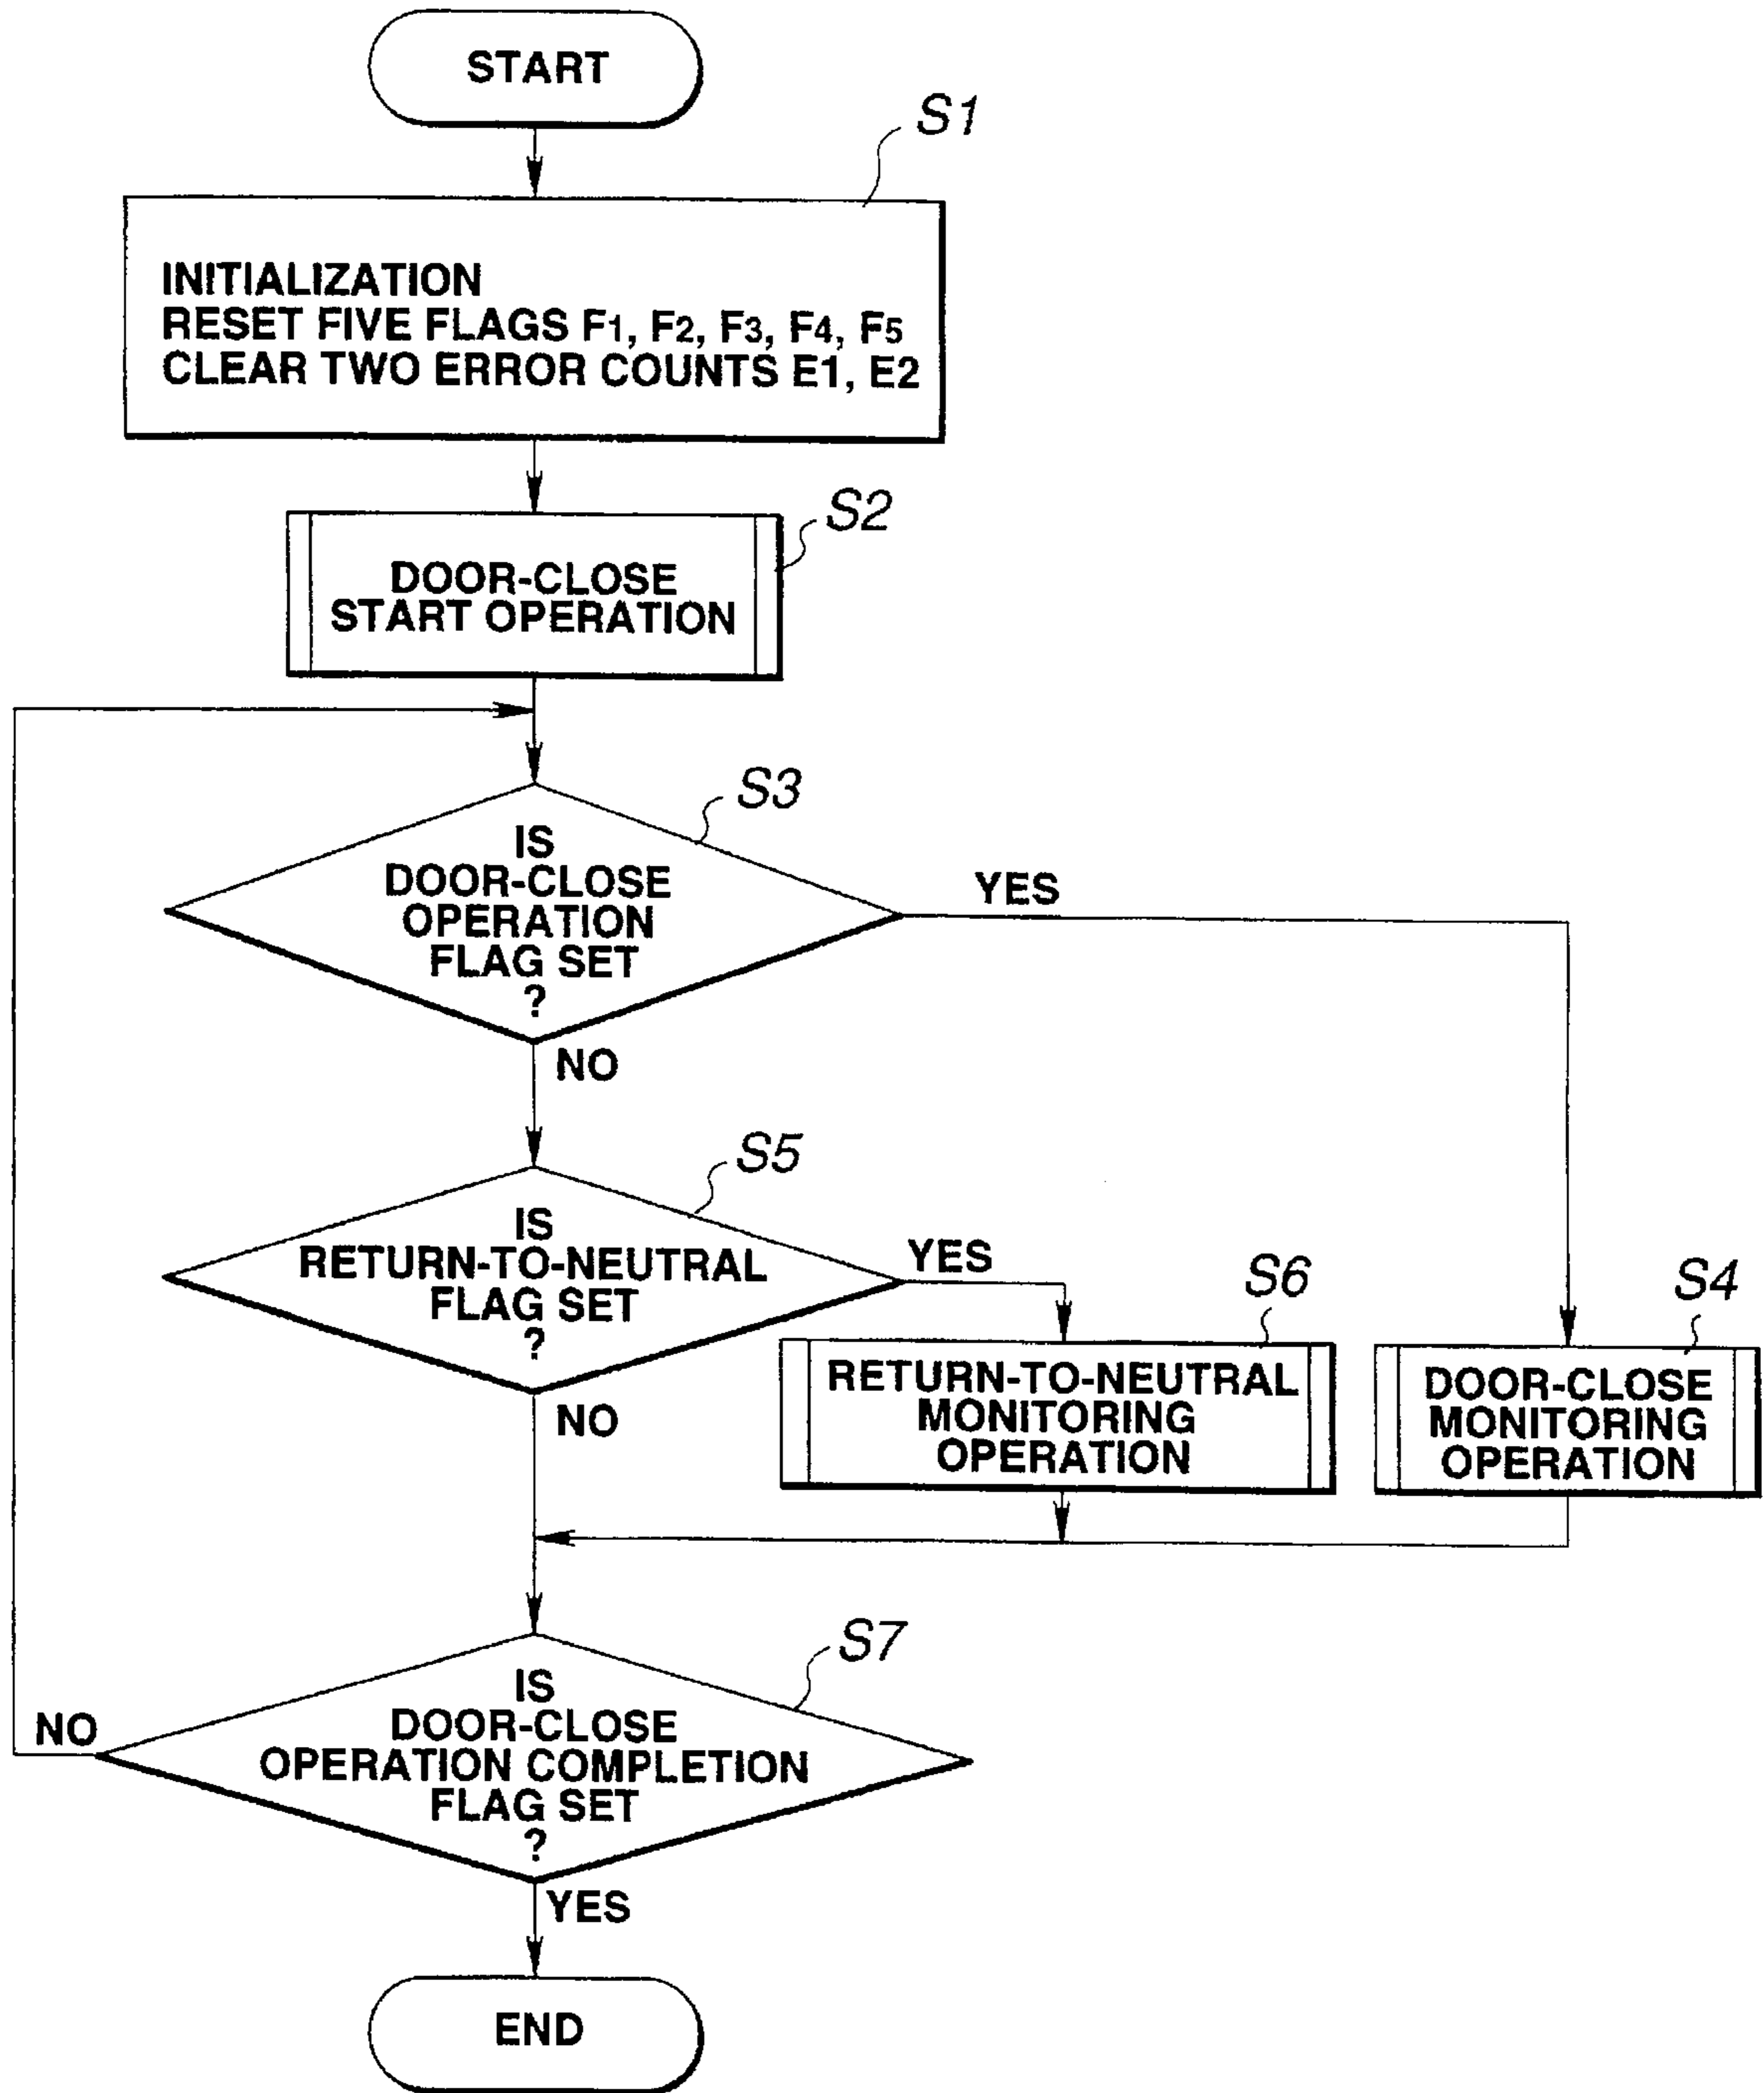 START
S1
INITIALIZATION
RESET FIVE FLAGS F1, F2, F3, F4, F5
CLEAR TWO ERROR COUNTS E1, E2
S2
DOOR-CLOSE
START OPERATION
S3
IS
DOOR-CLOSE
OPERATION
FLAG SET
?
YES
NO
S5
IS
RETURN-TO-NEUTRAL
FLAG SET
?
YES
NO
S6
RETURN-TO-NEUTRAL
MONITORING
OPERATION
S4
DOOR-CLOSE
MONITORING
OPERATION
S7
IS
DOOR-CLOSE
OPERATION COMPLETION
FLAG SET
?
NO
YES
END